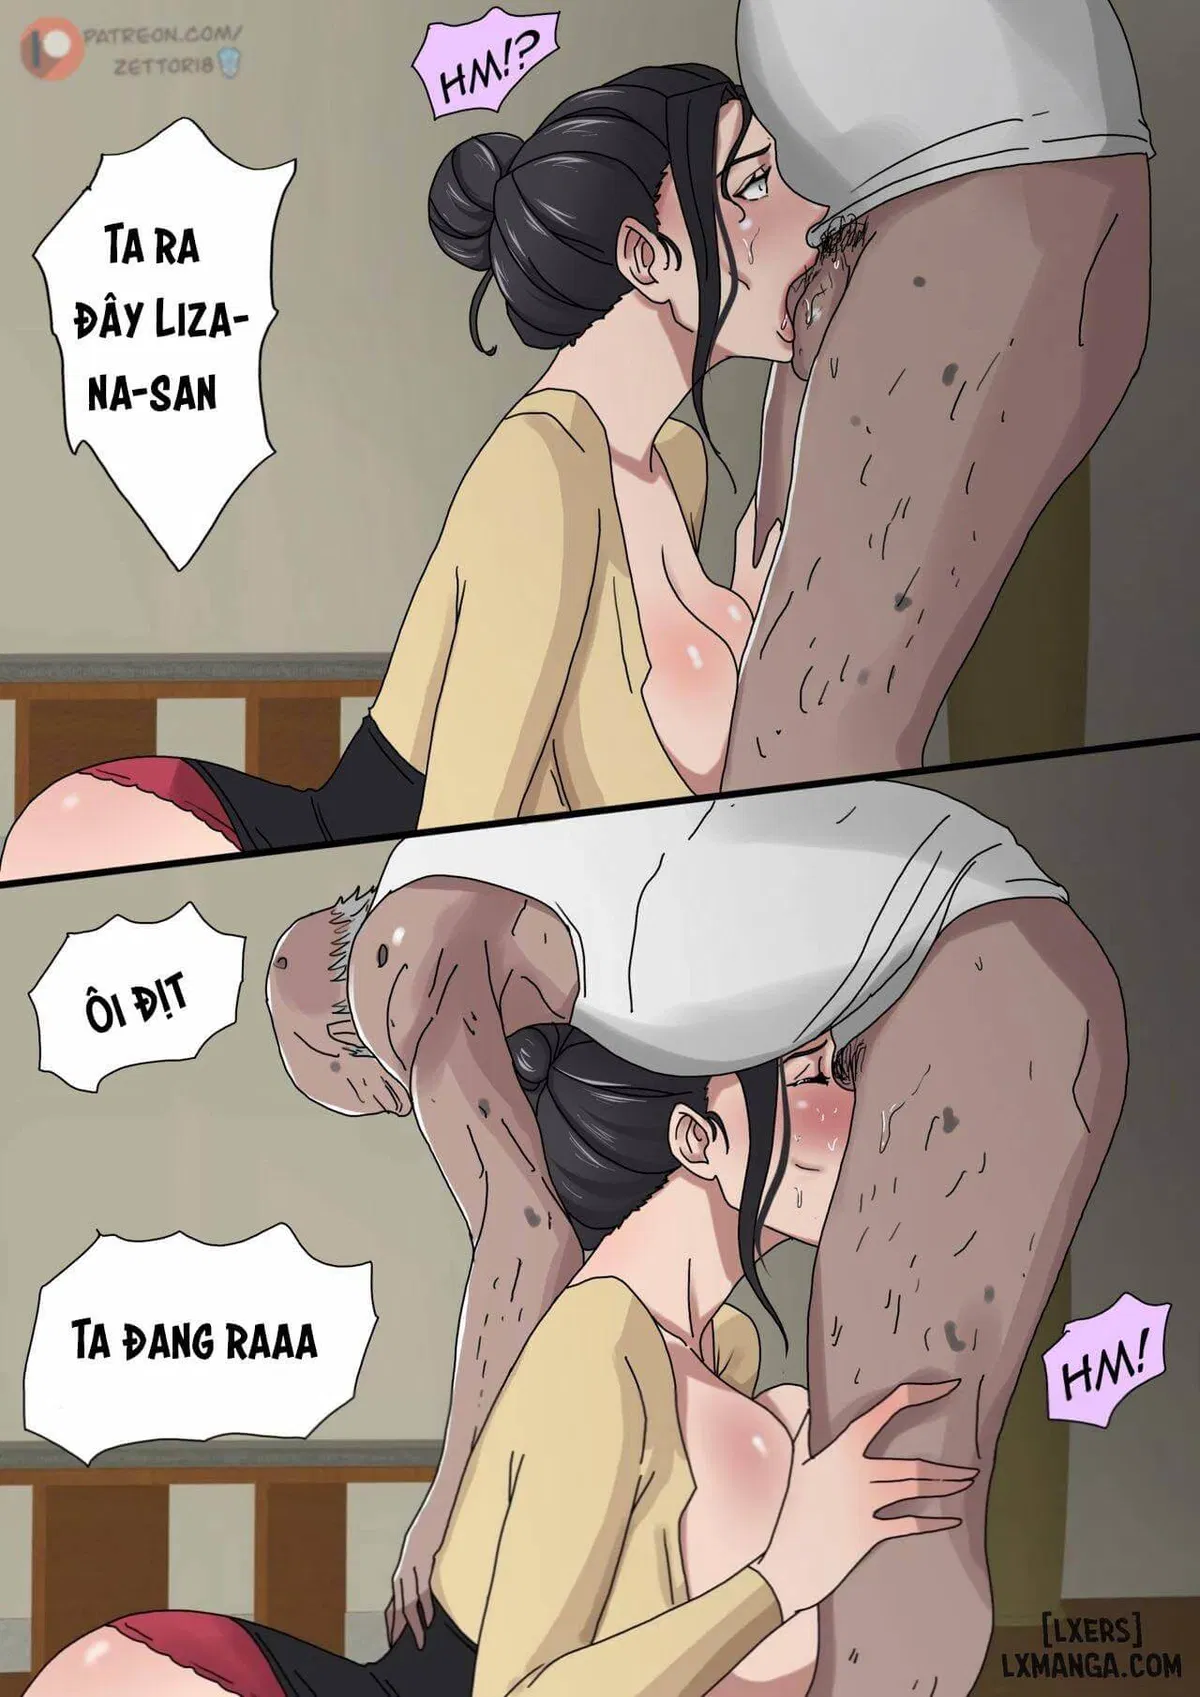 PATREON.COM/
ZETTORI8
HM!?
TA RA
ĐÂY LIZA-
NA-SAN
ÔI ĐỊT
TA ĐANG RAAA
HM!
[LXERS]
LXMANGA.COM